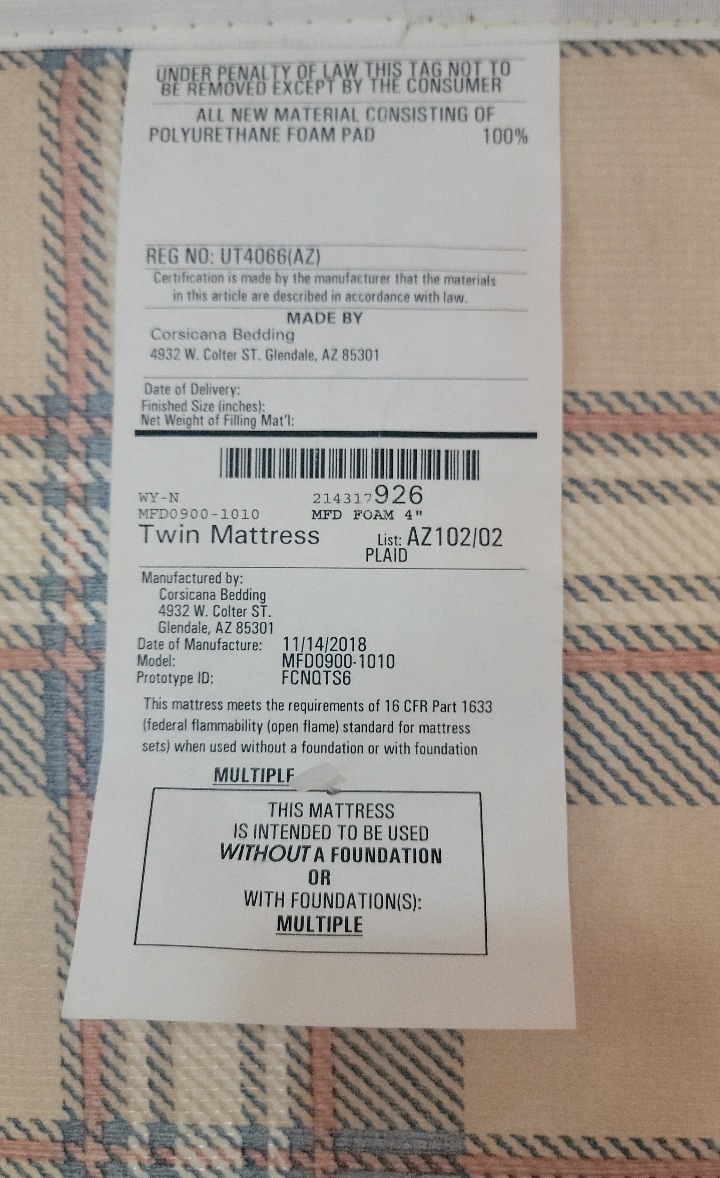 UNDER PENALTY OF LAW THIS TAG NOT TO
BE REMOVED EXCEPT BY THE CONSUMER
ALL NEW MATERIAL CONSISTING OF
POLYURETHANE FOAM PAD 100%
REG NO: UT4066(AZ)
Certification is made by the manufacturer that the materials
in this article are described in accordance with law.
MADE BY
Corsicana Bedding
4932 W. Colter ST. Glendale, AZ 85301
Date of Delivery:
Finished Size (inches):
Net Weight of Filling Mat'l:
WY-N 214317926
MFD0900-1010 MFD FOAM 4"
Twin Mattress List: AZ102/02
PLAID
Manufactured by:
Corsicana Bedding
4932 W. Colter ST.
Glendale, AZ 85301
Date of Manufacture: 11/14/2018
Model: MFD0900-1010
Prototype ID: FCNQTS6
This mattress meets the requirements of 16 CFR Part 1633
(federal flammability (open flame) standard for mattress
sets) when used without a foundation or with foundation
MULTIPLE
THIS MATTRESS
IS INTENDED TO BE USED
WITHOUT A FOUNDATION
OR
WITH FOUNDATION(S):
MULTIPLE